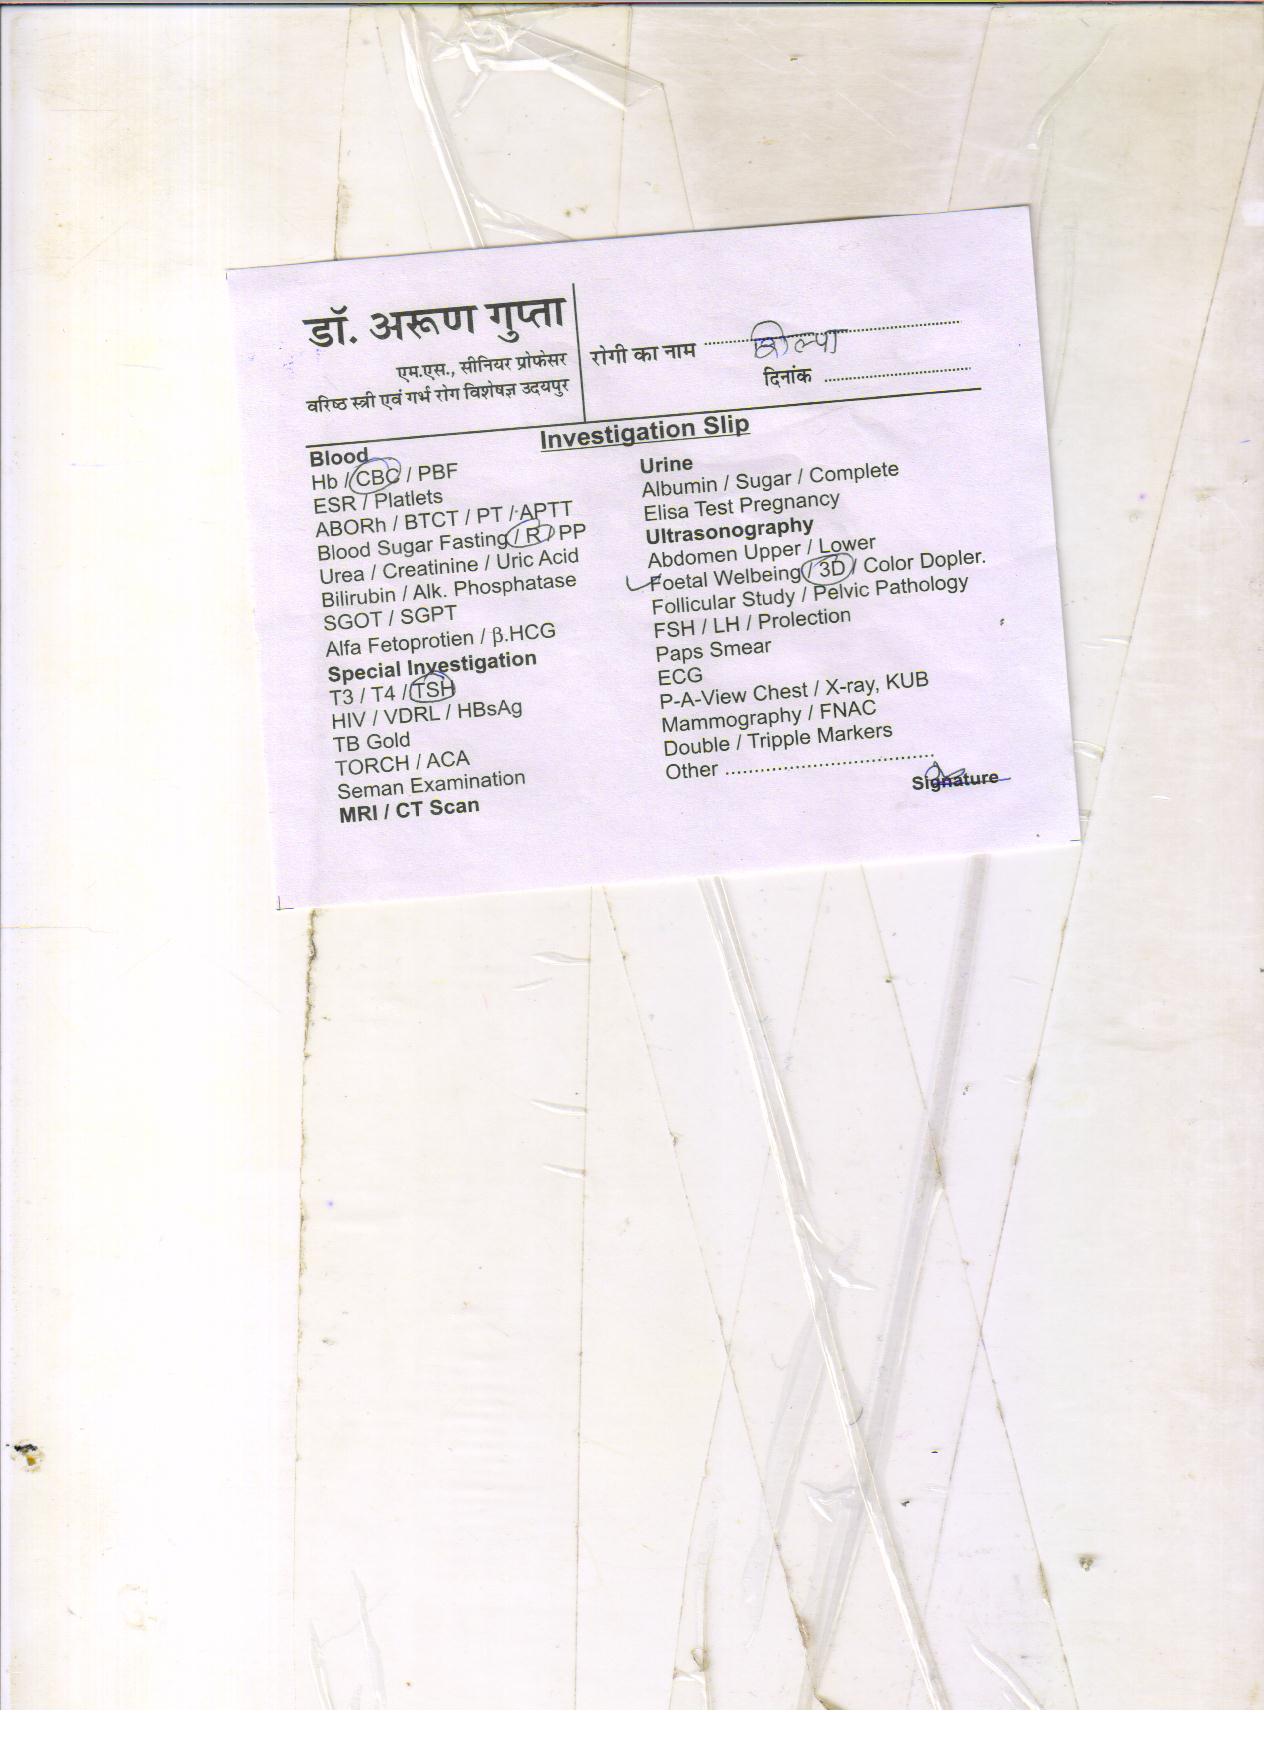 डॉ. अरूण गुप्ता
एम.एस., सीनियर प्रोफेसर
वरिष्ठ स्त्री एवं गर्भ रोग विशेषज्ञ उदयपुर
रोगी का नाम शिल्पा
दिनांक
Investigation Slip
Blood
Hb / CBC / PBF
ESR / Platlets
ABORh / BTCT / PT / APTT
Blood Sugar Fasting / R / PP
Urea / Creatinine / Uric Acid
Bilirubin / Alk. Phosphatase
SGOT / SGPT
Alfa Fetoprotien / β.HCG
Special Investigation
T3 / T4 / TSH
HIV / VDRL / HBsAg
TB Gold
TORCH / ACA
Seman Examination
MRI / CT Scan
Urine
Albumin / Sugar / Complete
Elisa Test Pregnancy
Ultrasonography
Abdomen Upper / Lower
Foetal Welbeing / 3D / Color Dopler.
Follicular Study / Pelvic Pathology
FSH / LH / Prolection
Paps Smear
ECG
P-A-View Chest / X-ray, KUB
Mammography / FNAC
Double / Tripple Markers
Other
Signature